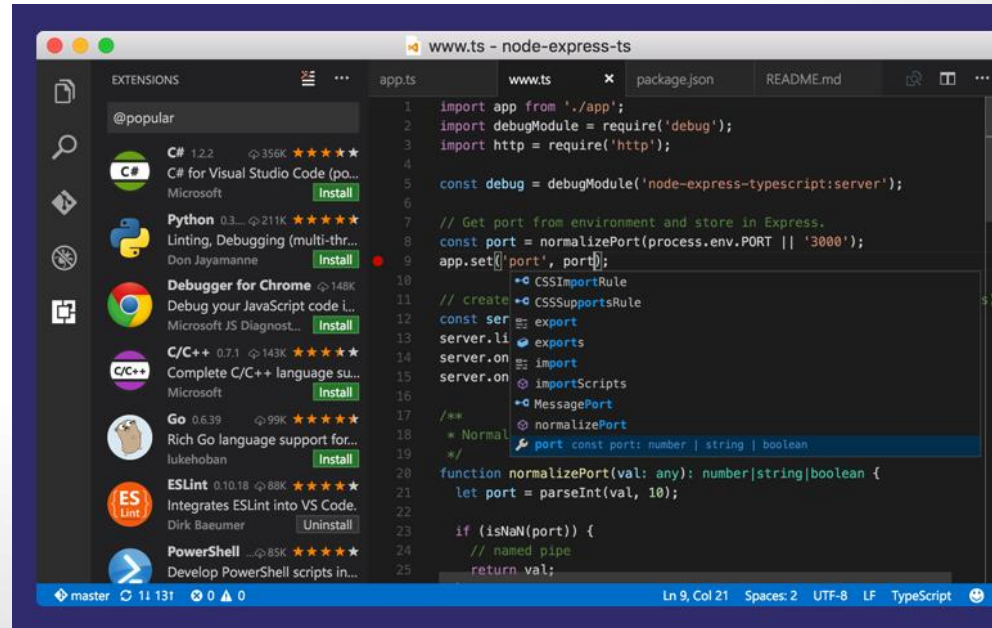 www.ts - node-express-ts
EXTENSIONS
@popular
C# 1.2.2 356K
C# for Visual Studio Code (po...
Microsoft Install
Python 0.3.... 211K
Linting, Debugging (multi-thr...
Don Jayamanne Install
Debugger for Chrome 148K
Debug your JavaScript code i...
Microsoft JS Diagnost... Install
C/C++ 0.7.1 143K
Complete C/C++ language su...
Microsoft Install
Go 0.6.39 99K
Rich Go language support for...
lukehoban Install
ESLint 0.10.18 88K
Integrates ESLint into VS Code.
Dirk Baeumer Uninstall
PowerShell ... 85K
Develop PowerShell scripts in...
C#
C/C++
ES
Lint
app.ts www.ts package.json README.md
1 import app from './app';
2 import debugModule = require('debug');
3 import http = require('http');
4
5 const debug = debugModule('node-express-typescript:server');
6
7 // Get port from environment and store in Express.
8 const port = normalizePort(process.env.PORT || '3000');
9 app.set('port', port);
10
11 // create
12 const ser
13 server.li
14 server.on
15 server.on
16
17 /**
18 * Normal
19 */
20 function normalizePort(val: any): number|string|boolean {
21 let port = parseInt(val, 10);
22
23 if (isNaN(port)) {
24 // named pipe
25 return val;
CSSImportRule
CSSSupportsRule
export
exports
import
importScripts
MessagePort
normalizePort
port const port: number | string | boolean
master 1↓ 13↑ 0 0 Ln 9, Col 21 Spaces: 2 UTF-8 LF TypeScript